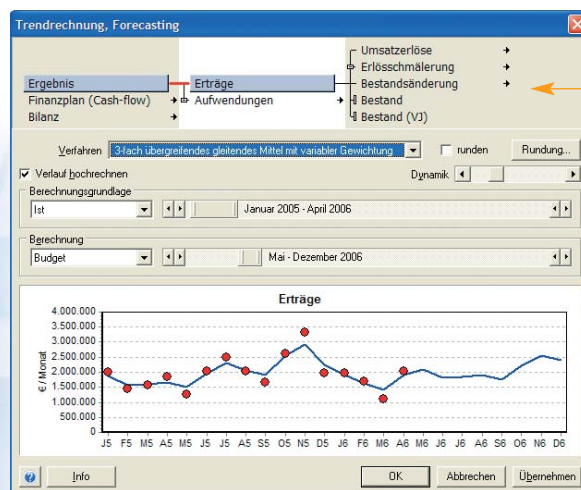 Trendrechnung, Forecasting
Ergebnis
Finanzplan (Cash-flow)
Bilanz
Erträge
Aufwendungen
Umsatzerlöse
Erlösschmälerung
Bestandsänderung
Bestand
Bestand (VJ)
Verfahren 3-fach übergreifendes gleitendes Mittel mit variabler Gewichtung runden Rundung...
Verlauf hochrechnen Dynamik
Berechnungsgrundlage
Ist Januar 2005 - April 2006
Berechnung
Budget Mai - Dezember 2006
Erträge
€ / Monat
4.000.000
3.500.000
3.000.000
2.500.000
2.000.000
1.500.000
1.000.000
500.000
0
J5 F5 M5 A5 M5 J5 J5 A5 S5 O5 N5 D5 J6 F6 M6 A6 M6 J6 J6 A6 S6 O6 N6 D6
? Info OK Abbrechen Übernehmen